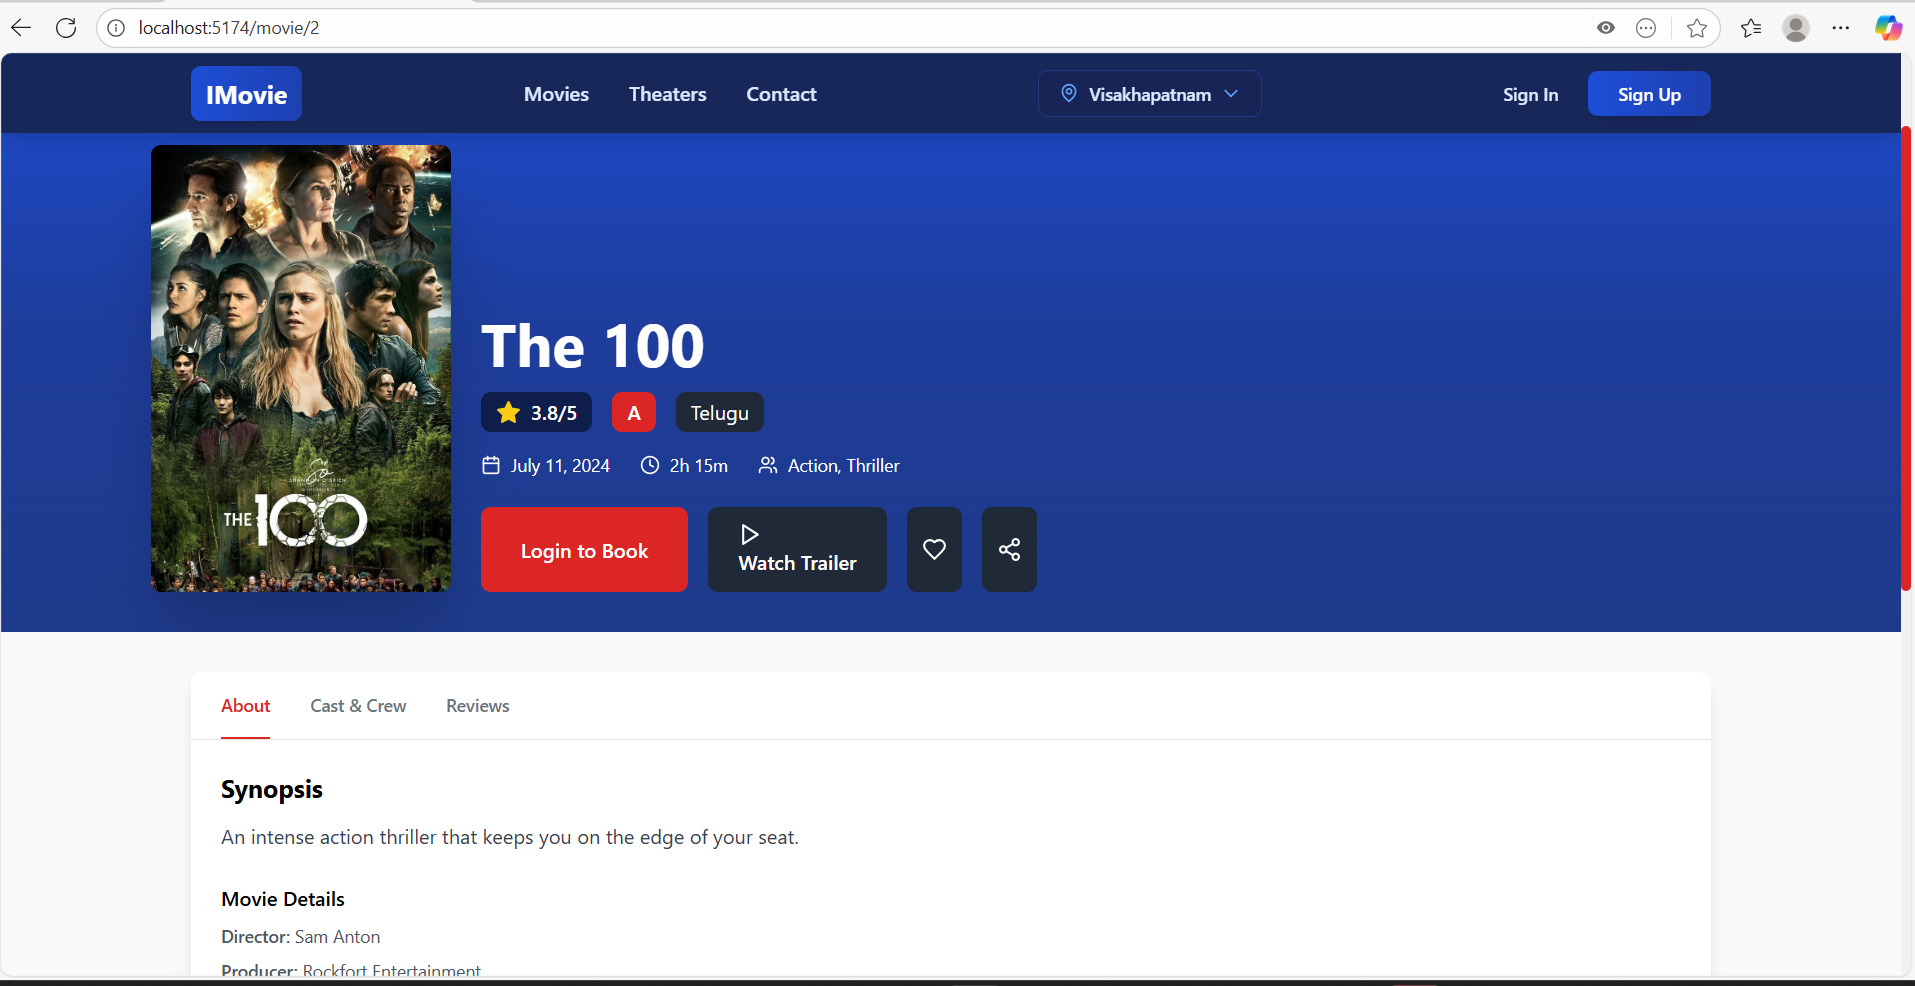 localhost:5174/movie/2
IMovie
Movies Theaters Contact
Visakhapatnam
Sign In Sign Up
THE 100
The 100
3.8/5 A Telugu
July 11, 2024 2h 15m Action, Thriller
Login to Book
Watch Trailer
About Cast & Crew Reviews
Synopsis
An intense action thriller that keeps you on the edge of your seat.
Movie Details
Director: Sam Anton
Producer: Rockfort Entertainment